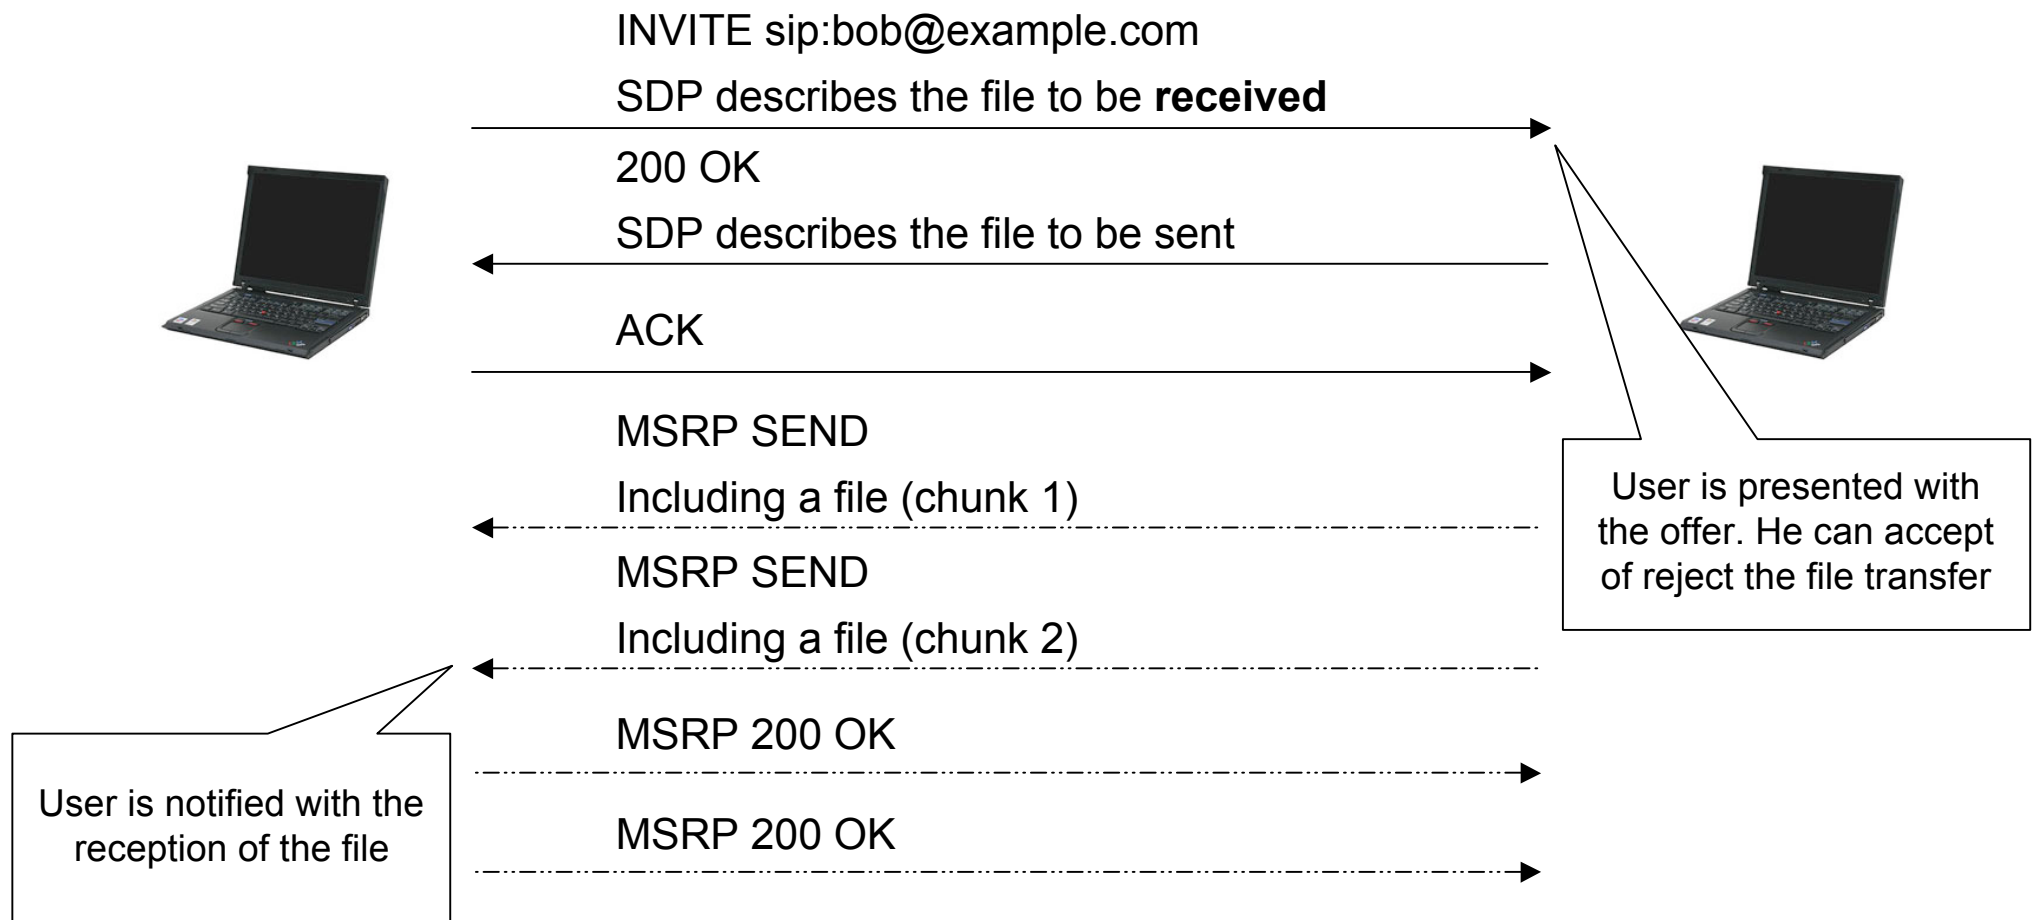 INVITE sip:bob@example.com
SDP describes the file to be received
200 OK
SDP describes the file to be sent
ACK
MSRP SEND
Including a file (chunk 1)
User is presented with
the offer. He can accept
of reject the file transfer
MSRP SEND
Including a file (chunk 2)
MSRP 200 OK
User is notified with the
reception of the file
MSRP 200 OK